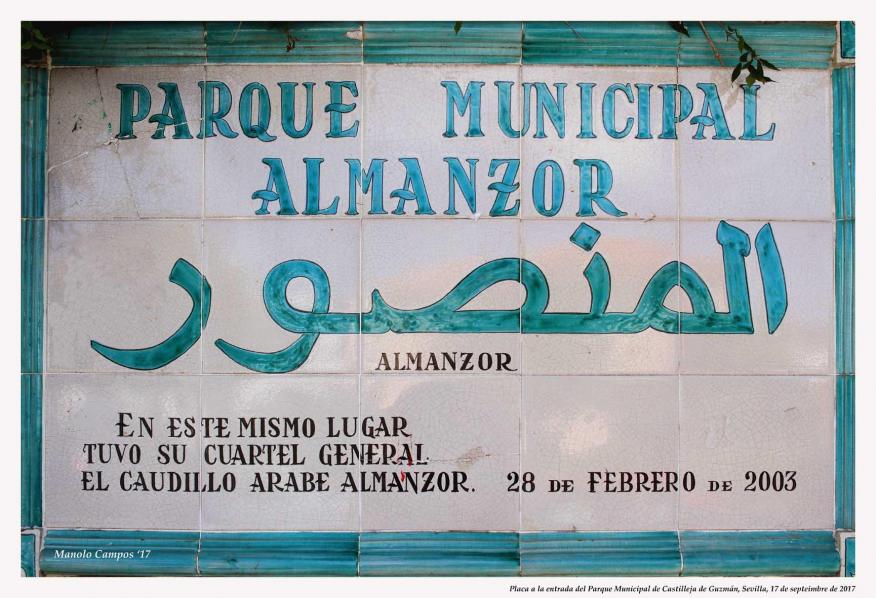 PARQUE MUNICIPAL
ALMANZOR
المنصور
ALMANZOR
EN ESTE MISMO LUGAR
TUVO SU CUARTEL GENERAL
EL CAUDILLO ARABE ALMANZOR. 28 DE FEBRERO DE 2003
Manolo Campos '17
Placa a la entrada del Parque Municipal de Castilleja de Guzmán, Sevilla, 17 de septeimbre de 2017